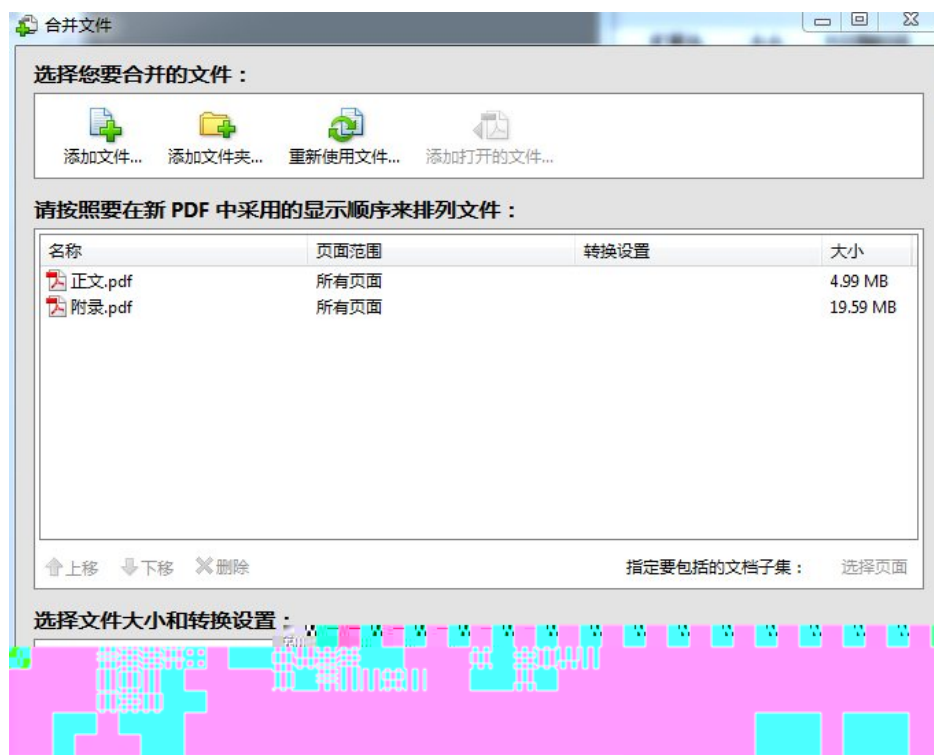 合并文件
选择您要合并的文件：
添加文件... 添加文件夹... 重新使用文件... 添加打开的文件...
请按照要在新 PDF 中采用的显示顺序来排列文件：
名称 页面范围 转换设置 大小
正文.pdf 所有页面 4.99 MB
附录.pdf 所有页面 19.59 MB
上移 下移 删除 指定要包括的文档子集： 选择页面
选择文件大小和转换设置：